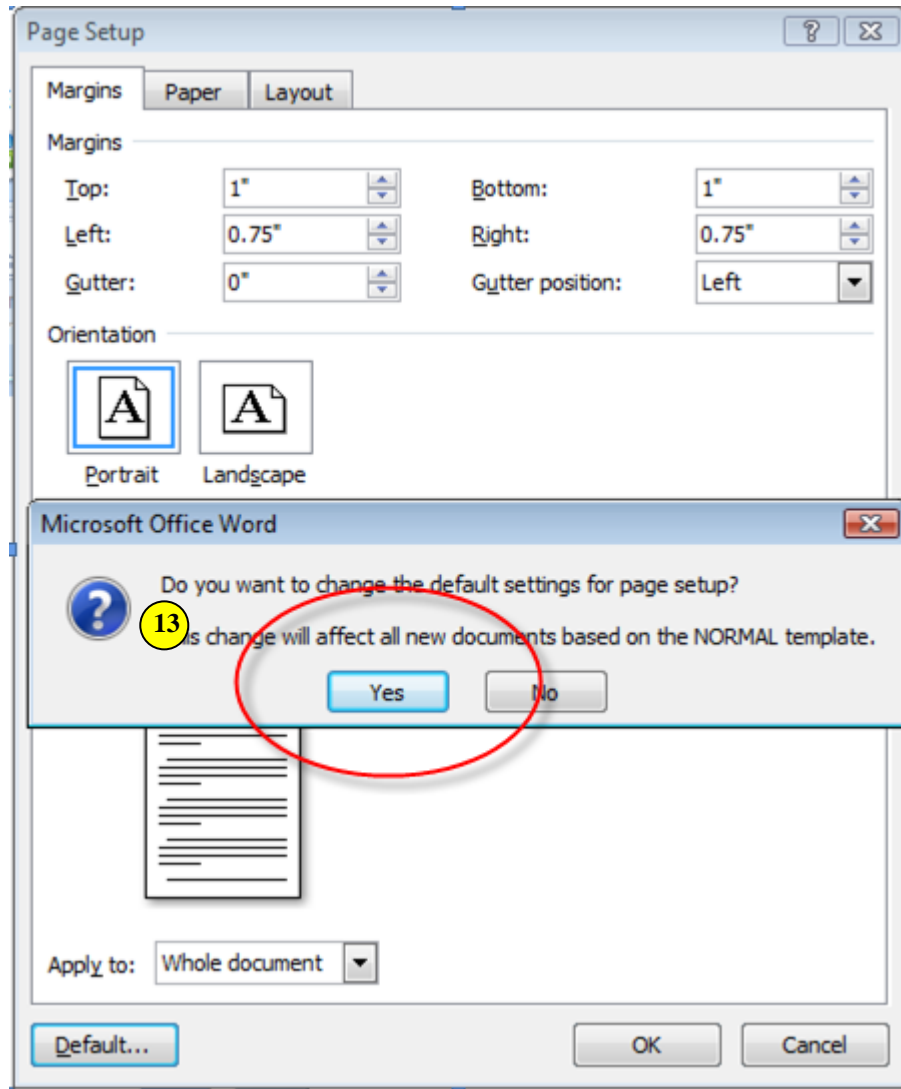 Page Setup
Margins Paper Layout
Margins
Top: 1" Bottom: 1"
Left: 0.75" Right: 0.75"
Gutter: 0" Gutter position: Left
Orientation
A A
Portrait Landscape
Microsoft Office Word
Do you want to change the default settings for page setup?
13 is change will affect all new documents based on the NORMAL template.
Yes No
Apply to: Whole document
Default... OK Cancel